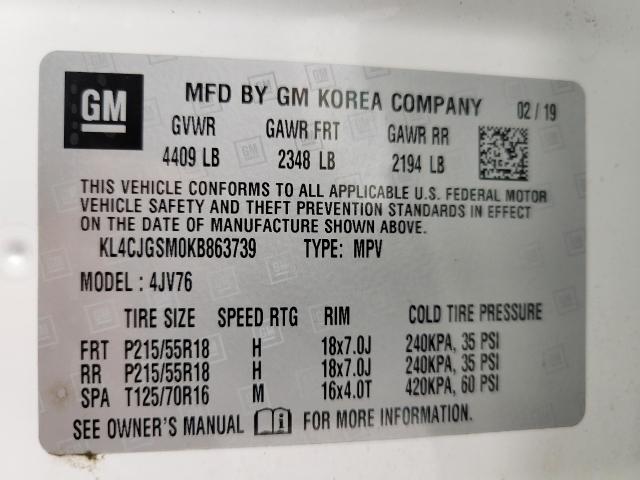 GM MFD BY GM KOREA COMPANY 02/19
GVWR GAWR FRT GAWR RR
4409 LB 2348 LB 2194 LB
THIS VEHICLE CONFORMS TO ALL APPLICABLE U.S. FEDERAL MOTOR
VEHICLE SAFETY AND THEFT PREVENTION STANDARDS IN EFFECT
ON THE DATE OF MANUFACTURE SHOWN ABOVE.
KL4CJGSM0KB863739 TYPE: MPV
MODEL: 4JV76
TIRE SIZE SPEED RTG RIM COLD TIRE PRESSURE
FRT P215/55R18 H 18x7.0J 240KPA, 35 PSI
RR P215/55R18 H 18x7.0J 240KPA, 35 PSI
SPA T125/70R16 M 16x4.0T 420KPA, 60 PSI
SEE OWNER'S MANUAL FOR MORE INFORMATION.